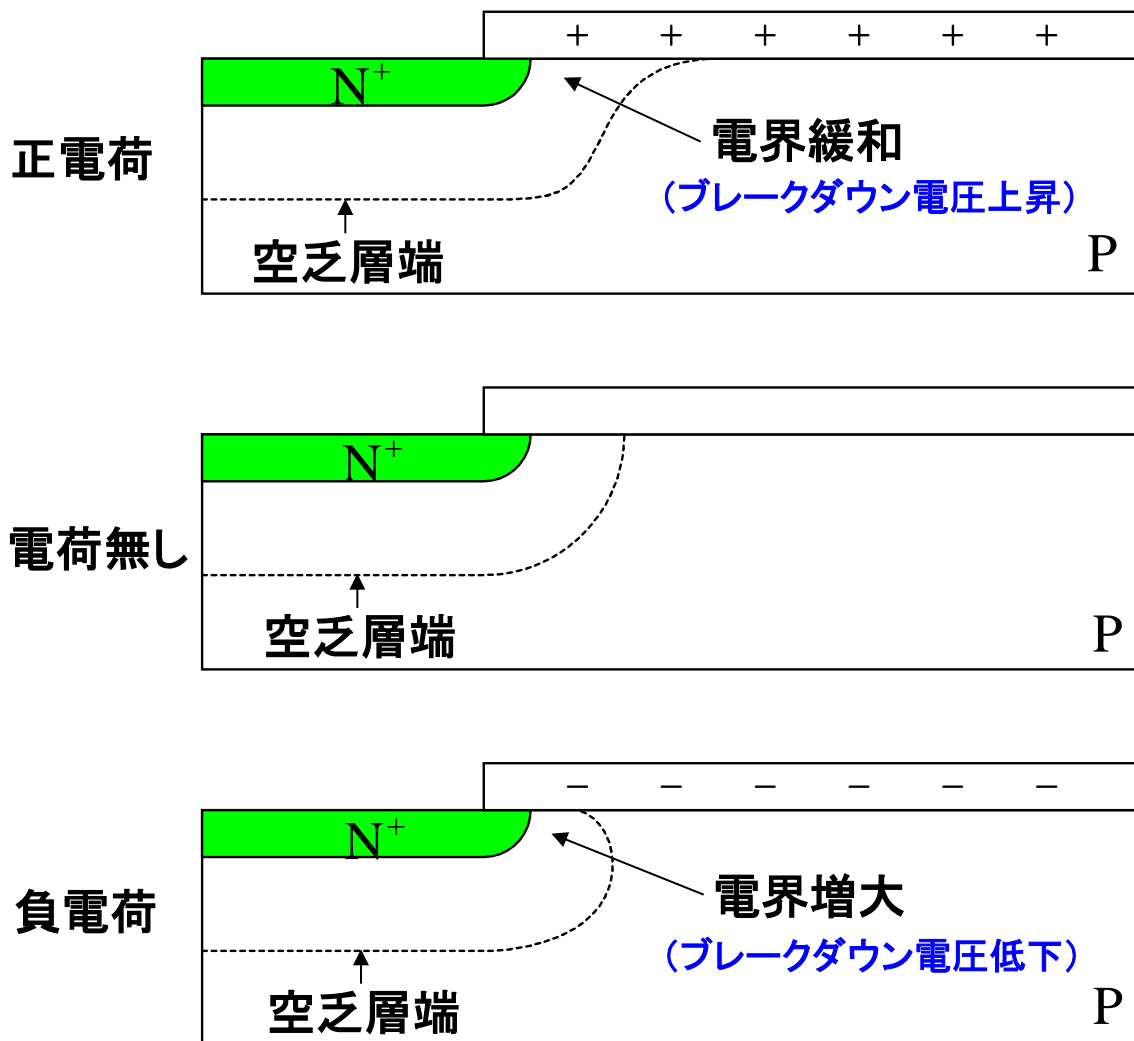 + + + + + +
N+
正電荷
電界緩和
(ブレークダウン電圧上昇)
空乏層端
P
N+
電荷無し
空乏層端
P
− − − − − −
N+
負電荷
電界増大
(ブレークダウン電圧低下)
空乏層端
P